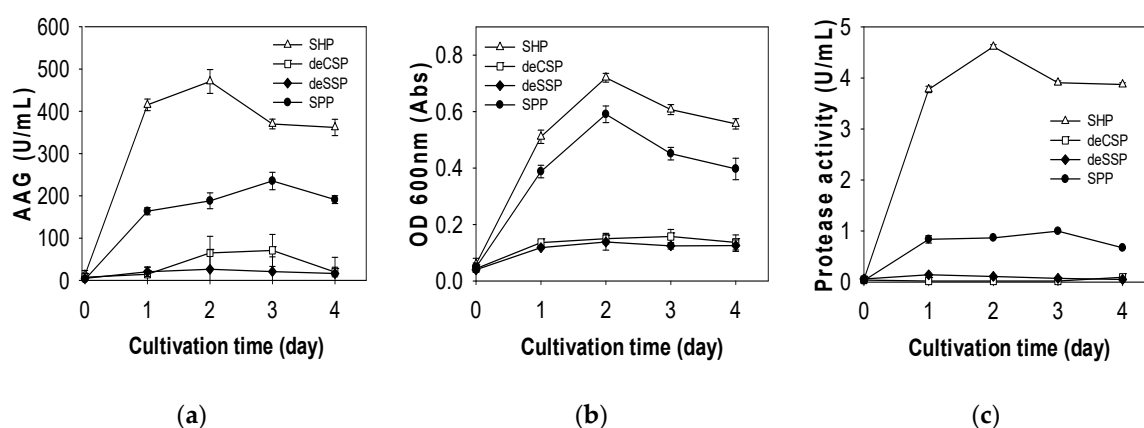 AAG (U/mL)
600
500
400
300
200
100
0
SHP
deCSP
deSSP
SPP
0 1 2 3 4
Cultivation time (day)
(a)
OD 600nm (Abs)
0.8
0.6
0.4
0.2
0.0
SHP
deCSP
deSSP
SPP
0 1 2 3 4
Cultivation time (day)
(b)
Protease activity (U/mL)
5
4
3
2
1
0
SHP
deCSP
deSSP
SPP
0 1 2 3 4
Cultivation time (day)
(c)